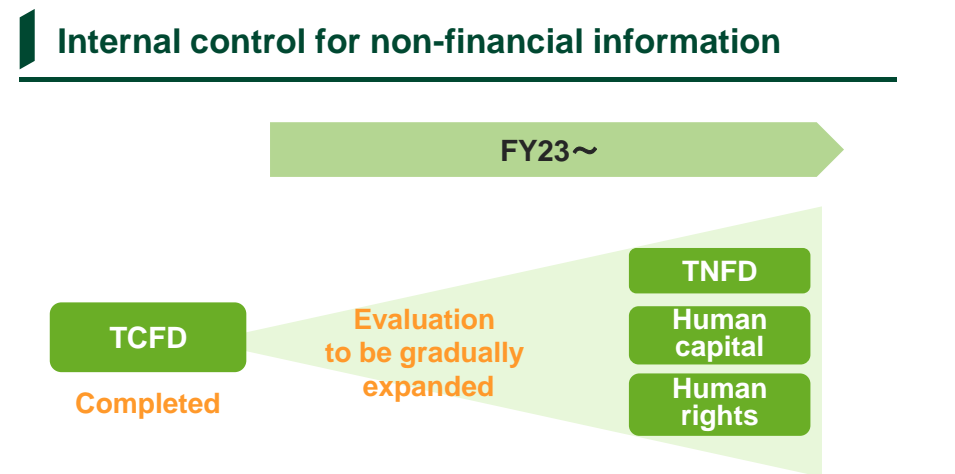 Internal control for non-financial information
FY23～
TCFD
Completed
Evaluation
to be gradually
expanded
TNFD
Human
capital
Human
rights